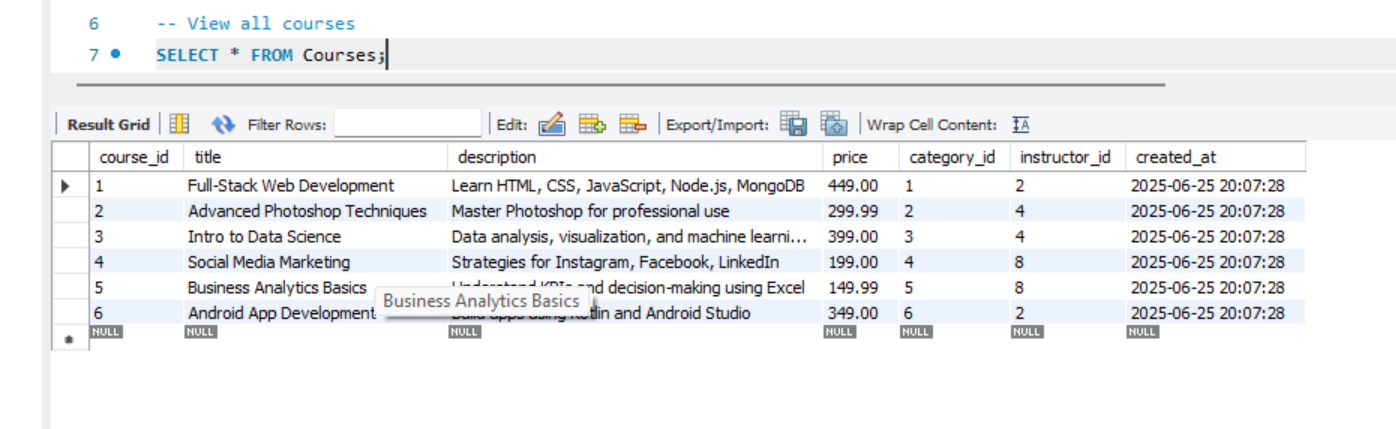 6 -- View all courses
7 SELECT * FROM Courses;
Result Grid Filter Rows: Edit: Export/Import: Wrap Cell Content: IA
course_id title description price category_id instructor_id created_at
1 Full-Stack Web Development Learn HTML, CSS, JavaScript, Node.js, MongoDB 449.00 1 2 2025-06-25 20:07:28
2 Advanced Photoshop Techniques Master Photoshop for professional use 299.99 2 4 2025-06-25 20:07:28
3 Intro to Data Science Data analysis, visualization, and machine learni... 399.00 3 4 2025-06-25 20:07:28
4 Social Media Marketing Strategies for Instagram, Facebook, LinkedIn 199.00 4 8 2025-06-25 20:07:28
5 Business Analytics Basics and decision-making using Excel 149.99 5 8 2025-06-25 20:07:28
Business Analytics Basics
6 Android App Development and Android Studio 349.00 6 2 2025-06-25 20:07:28
NULL NULL NULL NULL NULL NULL NULL